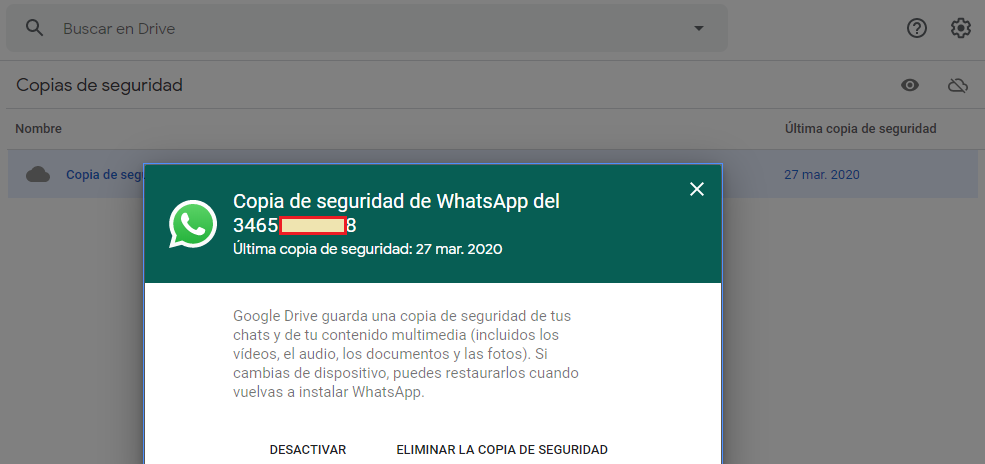 Buscar en Drive
Copias de seguridad
Nombre
Última copia de seguridad
Copia de seg
27 mar. 2020
Copia de seguridad de WhatsApp del
3465 8
Última copia de seguridad: 27 mar. 2020
Google Drive guarda una copia de seguridad de tus
chats y de tu contenido multimedia (incluidos los
vídeos, el audio, los documentos y las fotos). Si
cambias de dispositivo, puedes restaurarlos cuando
vuelvas a instalar WhatsApp.
DESACTIVAR
ELIMINAR LA COPIA DE SEGURIDAD